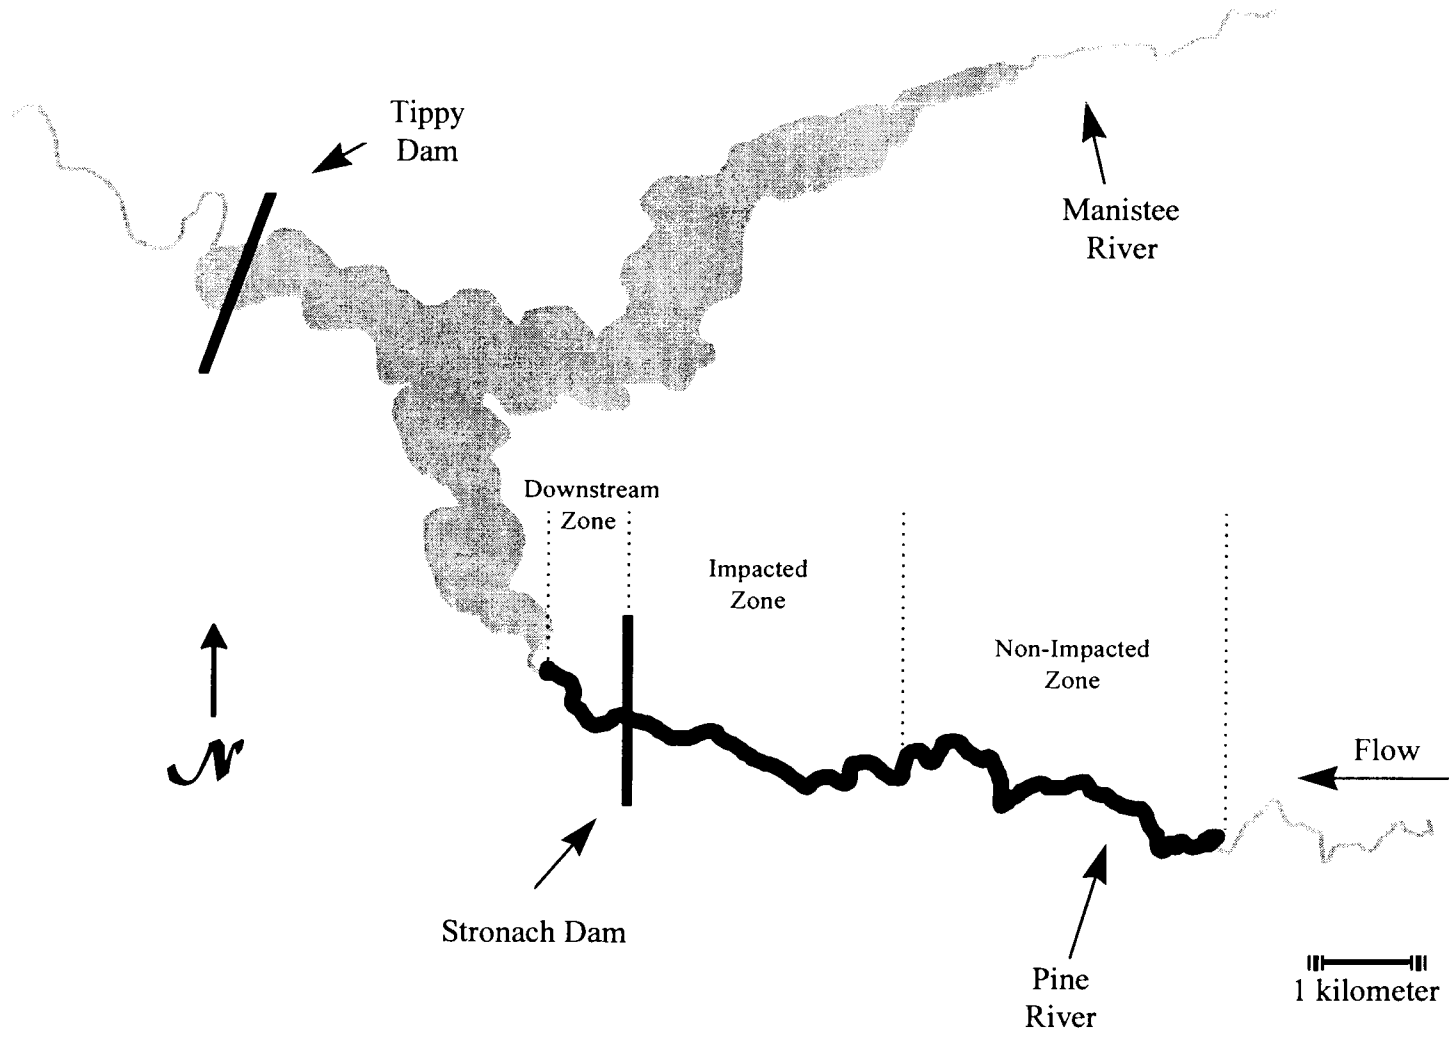 Tippy
Dam
Manistee
River
Downstream
Zone
Impacted
Zone
Non-Impacted
Zone
N
Flow
Stronach Dam
Pine
River
1 kilometer